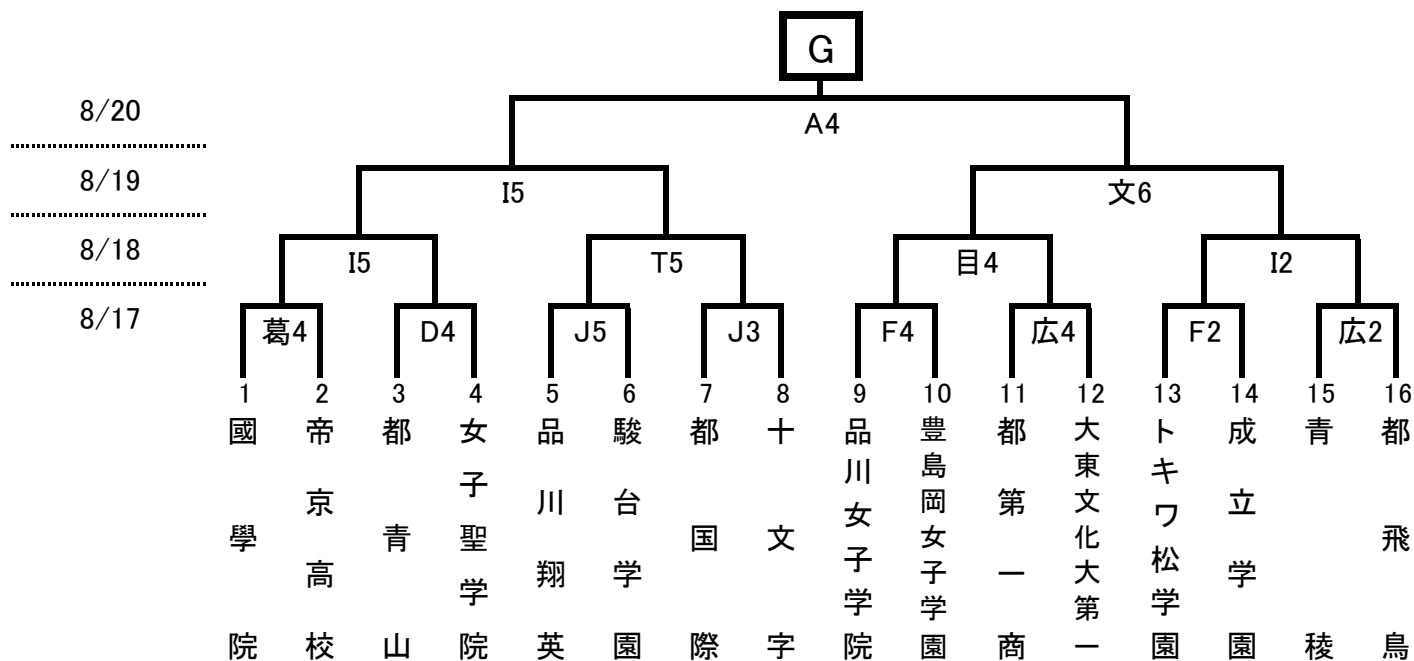 G
8/20
A4
8/19
I5
文6
8/18
I5
T5
目4
I2
8/17
葛4
D4
J5
J3
F4
広4
F2
広2
1 2 3 4 5 6 7 8 9 10 11 12 13 14 15 16
國學院
帝京高校
都青山
女子聖学院
品川翔英
駿台学園
都国際
十文字
品川女子学院
豊島岡女子学園
都第一商
大東文化大第一
トキワ松学園
成立学園
青稜
都飛鳥